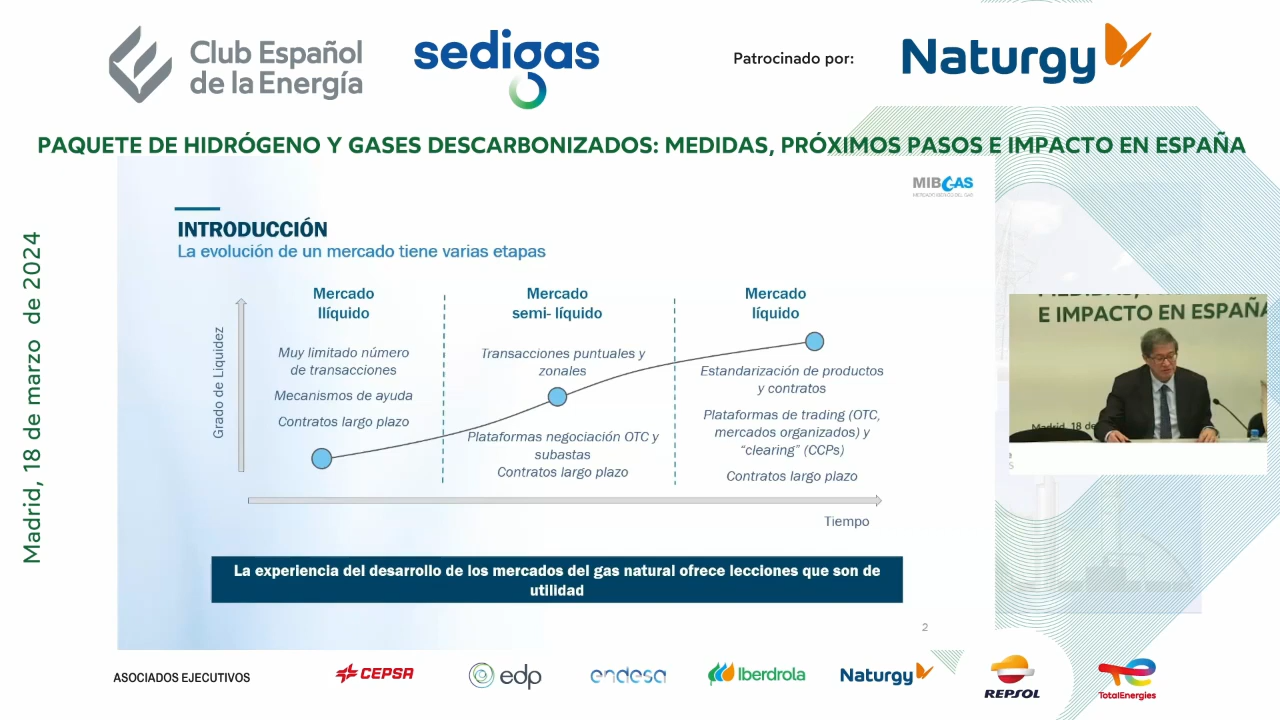 Club Español
de la Energía
sedigas
Patrocinado por:
Naturgy
PAQUETE DE HIDRÓGENO Y GASES DESCARBONIZADOS: MEDIDAS, PRÓXIMOS PASOS E IMPACTO EN ESPAÑA
Madrid, 18 de marzo de 2024
MIBGAS
INTRODUCCIÓN
La evolución de un mercado tiene varias etapas
Grado de Liquidez
Mercado
Ilíquido
Muy limitado número
de transacciones
Mecanismos de ayuda
Contratos largo plazo
Mercado
semi- líquido
Transacciones puntuales y
zonales
Plataformas negociación OTC y
subastas
Contratos largo plazo
Mercado
líquido
Estandarización de productos
y contratos
Plataformas de trading (OTC,
mercados organizados) y
“clearing” (CCPs)
Contratos largo plazo
Tiempo
La experiencia del desarrollo de los mercados del gas natural ofrece lecciones que son de
utilidad
2
E IMPACTO EN ESPAÑA
Madrid, 18 de
ASOCIADOS EJECUTIVOS
CEPSA
edp
endesa
Iberdrola
Naturgy
REPSOL
TotalEnergies